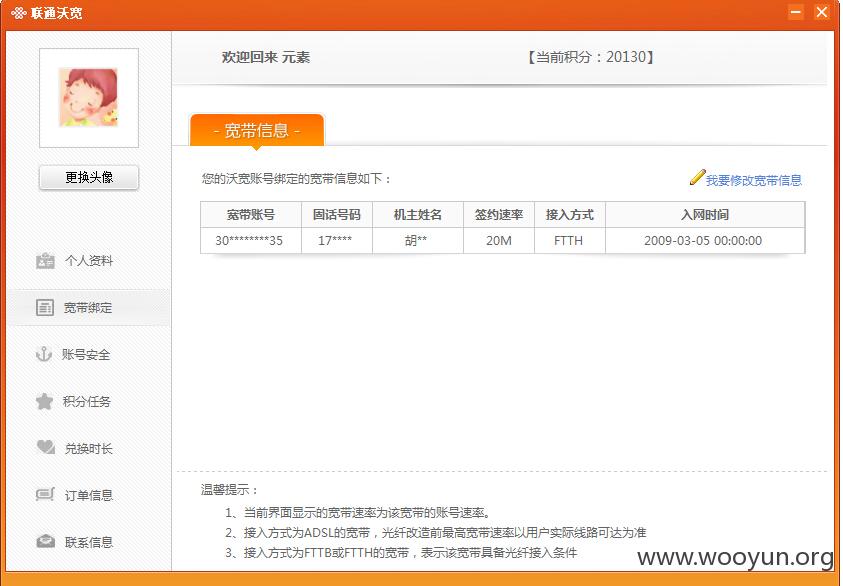 联通沃宽
欢迎回来 元素
【当前积分：20130】
更换头像
个人资料
宽带绑定
账号安全
积分任务
兑换时长
订单信息
联系信息
- 宽带信息 -
您的沃宽账号绑定的宽带信息如下：
我要修改宽带信息
宽带账号 固话号码 机主姓名 签约速率 接入方式 入网时间
30********35 17**** 胡** 20M FTTH 2009-03-05 00:00:00
温馨提示：
1、当前界面显示的宽带速率为该宽带的账号速率。
2、接入方式为ADSL的宽带，光纤改造前最高宽带速率以用户实际线路可达为准
3、接入方式为FTTB或FTTH的宽带，表示该宽带具备光纤接入条件
www.wooyun.org